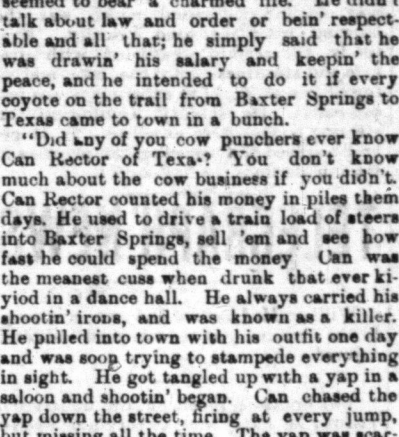 seemed to bear a charmed life. He didn't
talk about law and order or bein' respect-
able and all that; he simply said that he
was drawin' his salary and keepin' the
peace, and he intended to do it if every
coyote on the trail from Baxter Springs to
Texas came to town in a bunch.
"Did any of you cow punchers ever know
Can Rector of Texas? You don't know
much about the cow business if you didn't.
Can Rector counted his money in piles them
days. He used to drive a train load of steers
into Baxter Springs, sell 'em and see how
fast he could spend the money Can was
the meanest cuss when drunk that ever ki-
yiod in a dance hall. He always carried his
shootin' irons, and was known as a killer.
He pulled into town with his outfit one day
and was soon trying to stampede everything
in sight. He got tangled up with a yap in a
saloon and shootin' began. Can chased the
yap down the street, firing at every jump,
but missing all the time. The yap was scar-